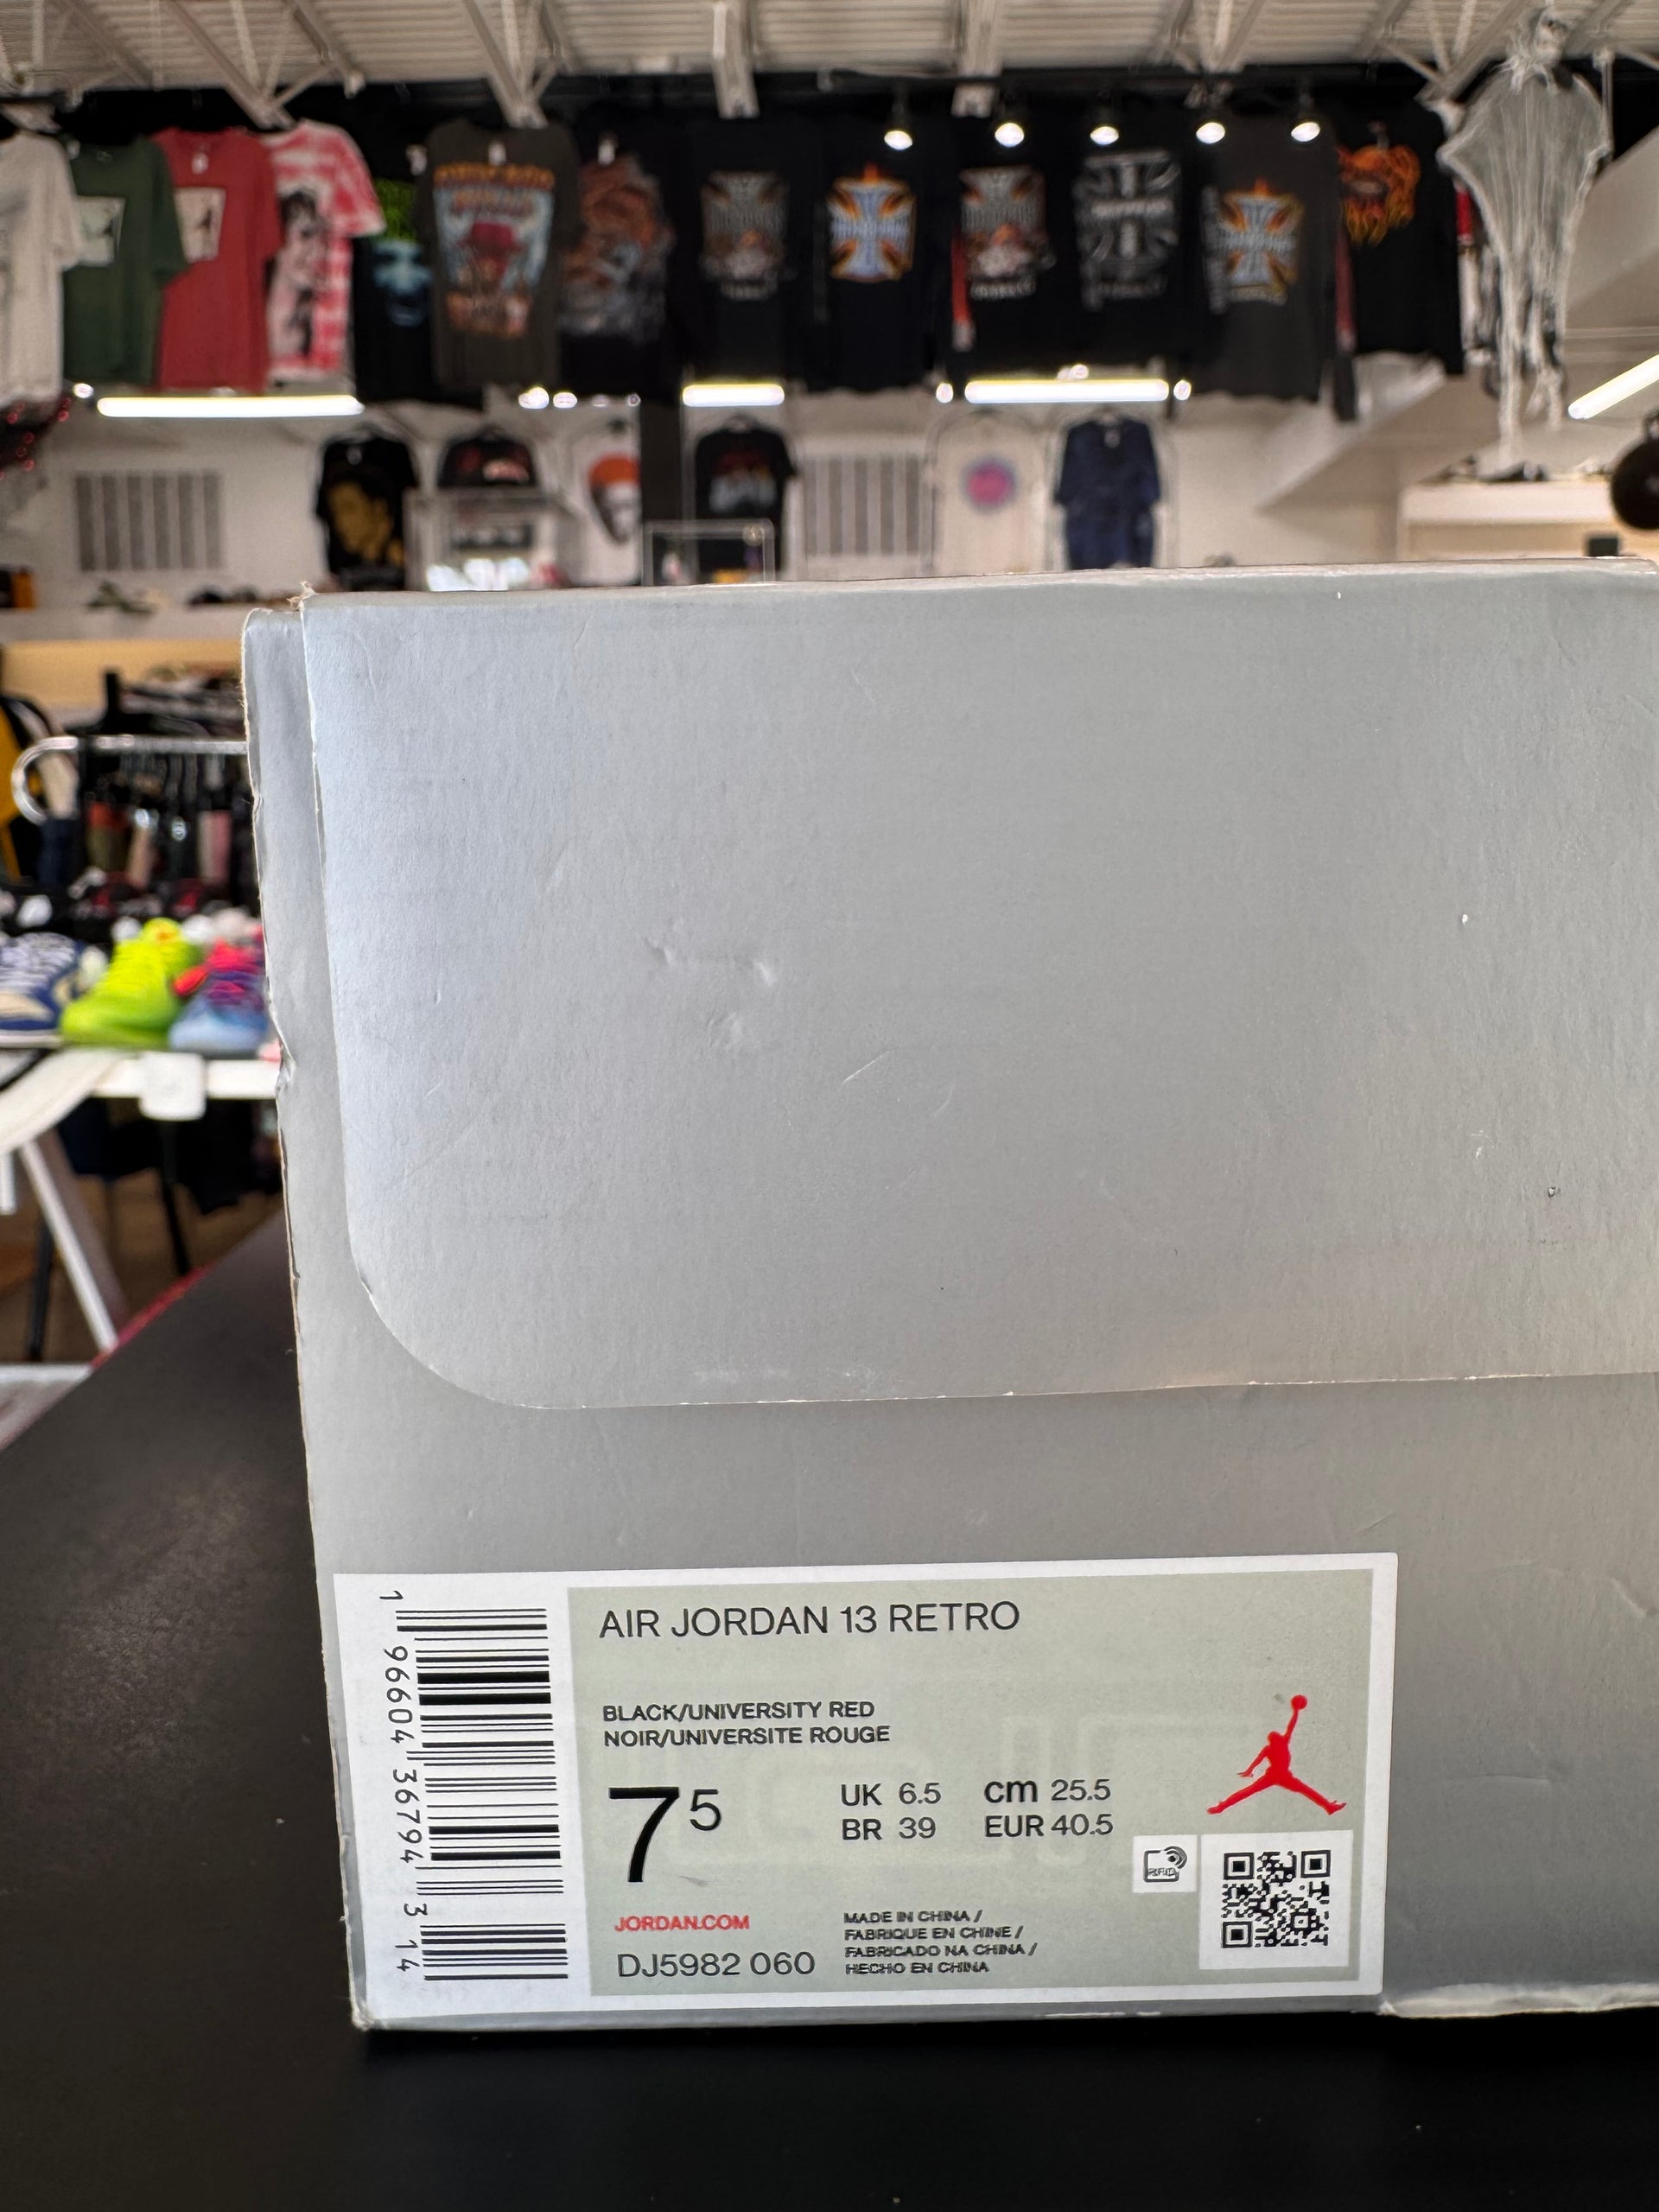 AIR JORDAN 13 RETRO
BLACK/UNIVERSITY RED
NOIR/UNIVERSITE ROUGE
7 5
UK 6.5 cm 25.5
BR 39 EUR 40.5
JORDAN.COM
DJ5982 060
MADE IN CHINA /
FABRIQUE EN CHINE /
FABRICADO NA CHINA /
HECHO EN CHINA
1 96604 36794 3 14